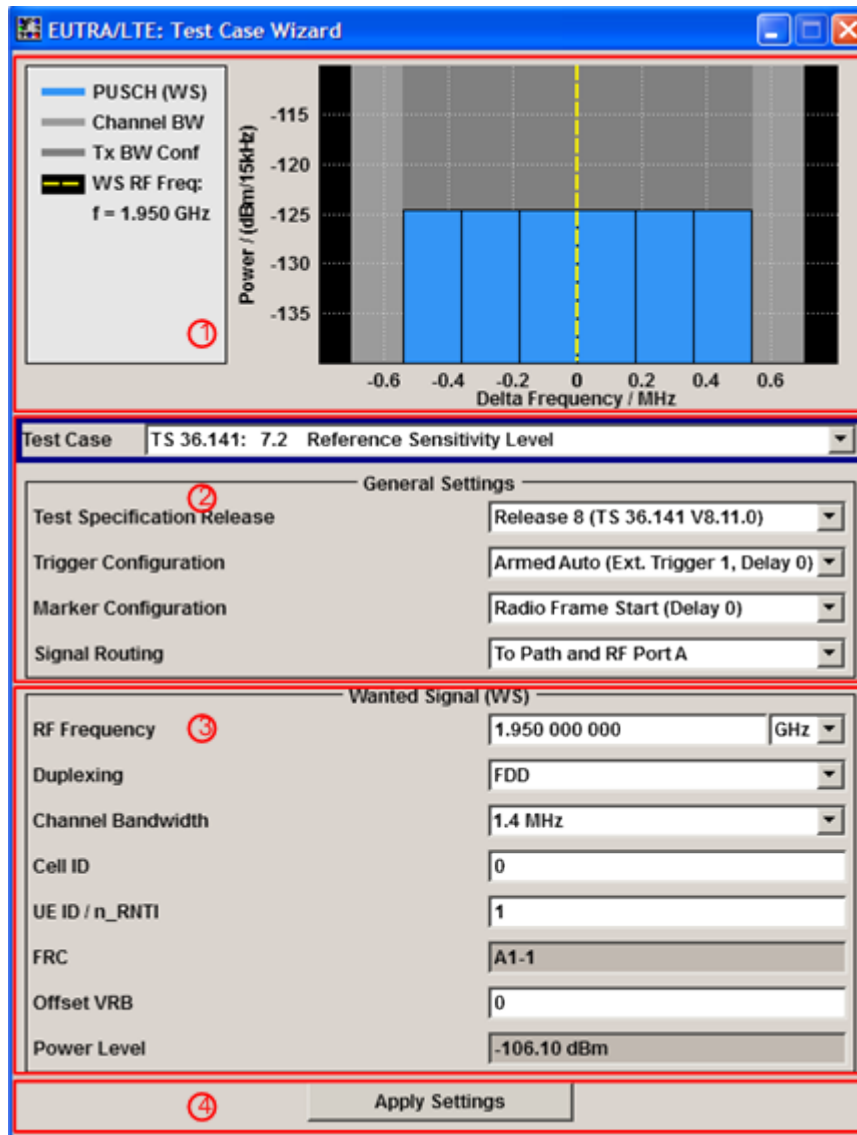 EUTRA/LTE: Test Case Wizard
PUSCH (WS)
Channel BW
Tx BW Conf
WS RF Freq:
f = 1.950 GHz
1
Power / (dBm/15kHz)
-115
-120
-125
-130
-135
-0.6 -0.4 -0.2 0 0.2 0.4 0.6
Delta Frequency / MHz
Test Case TS 36.141: 7.2 Reference Sensitivity Level
General Settings
2
Test Specification Release Release 8 (TS 36.141 V8.11.0)
Trigger Configuration Armed Auto (Ext. Trigger 1, Delay 0)
Marker Configuration Radio Frame Start (Delay 0)
Signal Routing To Path and RF Port A
Wanted Signal (WS)
RF Frequency 3 1.950 000 000 GHz
Duplexing FDD
Channel Bandwidth 1.4 MHz
Cell ID 0
UE ID / n_RNTI 1
FRC A1-1
Offset VRB 0
Power Level -106.10 dBm
4 Apply Settings